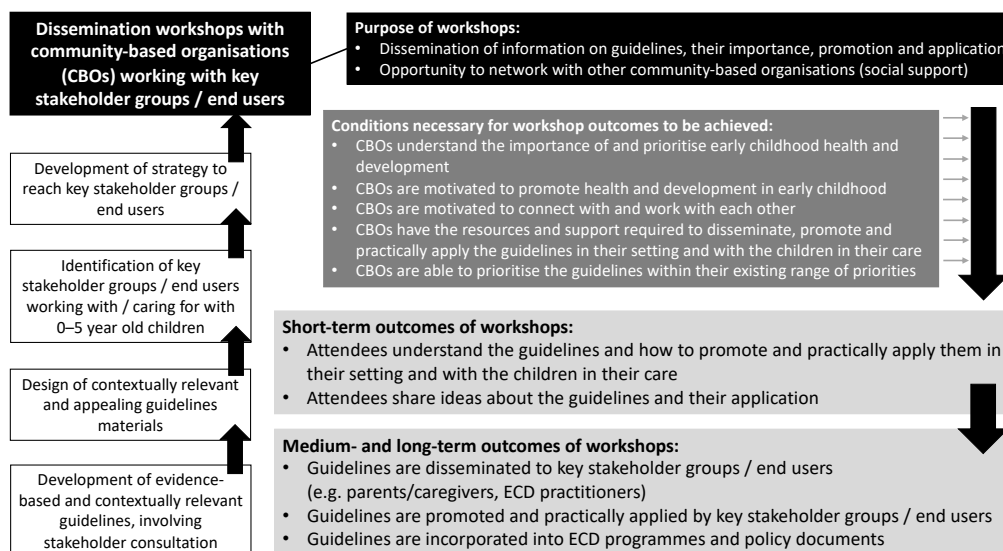 Dissemination workshops with
community-based organisations
(CBOs) working with key
stakeholder groups / end users
Purpose of workshops:
• Dissemination of information on guidelines, their importance, promotion and application
• Opportunity to network with other community-based organisations (social support)
Conditions necessary for workshop outcomes to be achieved:
• CBOs understand the importance of and prioritise early childhood health and
development
• CBOs are motivated to promote health and development in early childhood
• CBOs are motivated to connect with and work with each other
• CBOs have the resources and support required to disseminate, promote and
practically apply the guidelines in their setting and with the children in their care
• CBOs are able to prioritise the guidelines within their existing range of priorities
Development of strategy to
reach key stakeholder groups /
end users
Identification of key
stakeholder groups / end users
working with / caring for with
0–5 year old children
Design of contextually relevant
and appealing guidelines
materials
Development of evidence-
based and contextually relevant
guidelines, involving
stakeholder consultation
Short-term outcomes of workshops:
• Attendees understand the guidelines and how to promote and practically apply them in
their setting and with the children in their care
• Attendees share ideas about the guidelines and their application
Medium- and long-term outcomes of workshops:
• Guidelines are disseminated to key stakeholder groups / end users
(e.g. parents/caregivers, ECD practitioners)
• Guidelines are promoted and practically applied by key stakeholder groups / end users
• Guidelines are incorporated into ECD programmes and policy documents